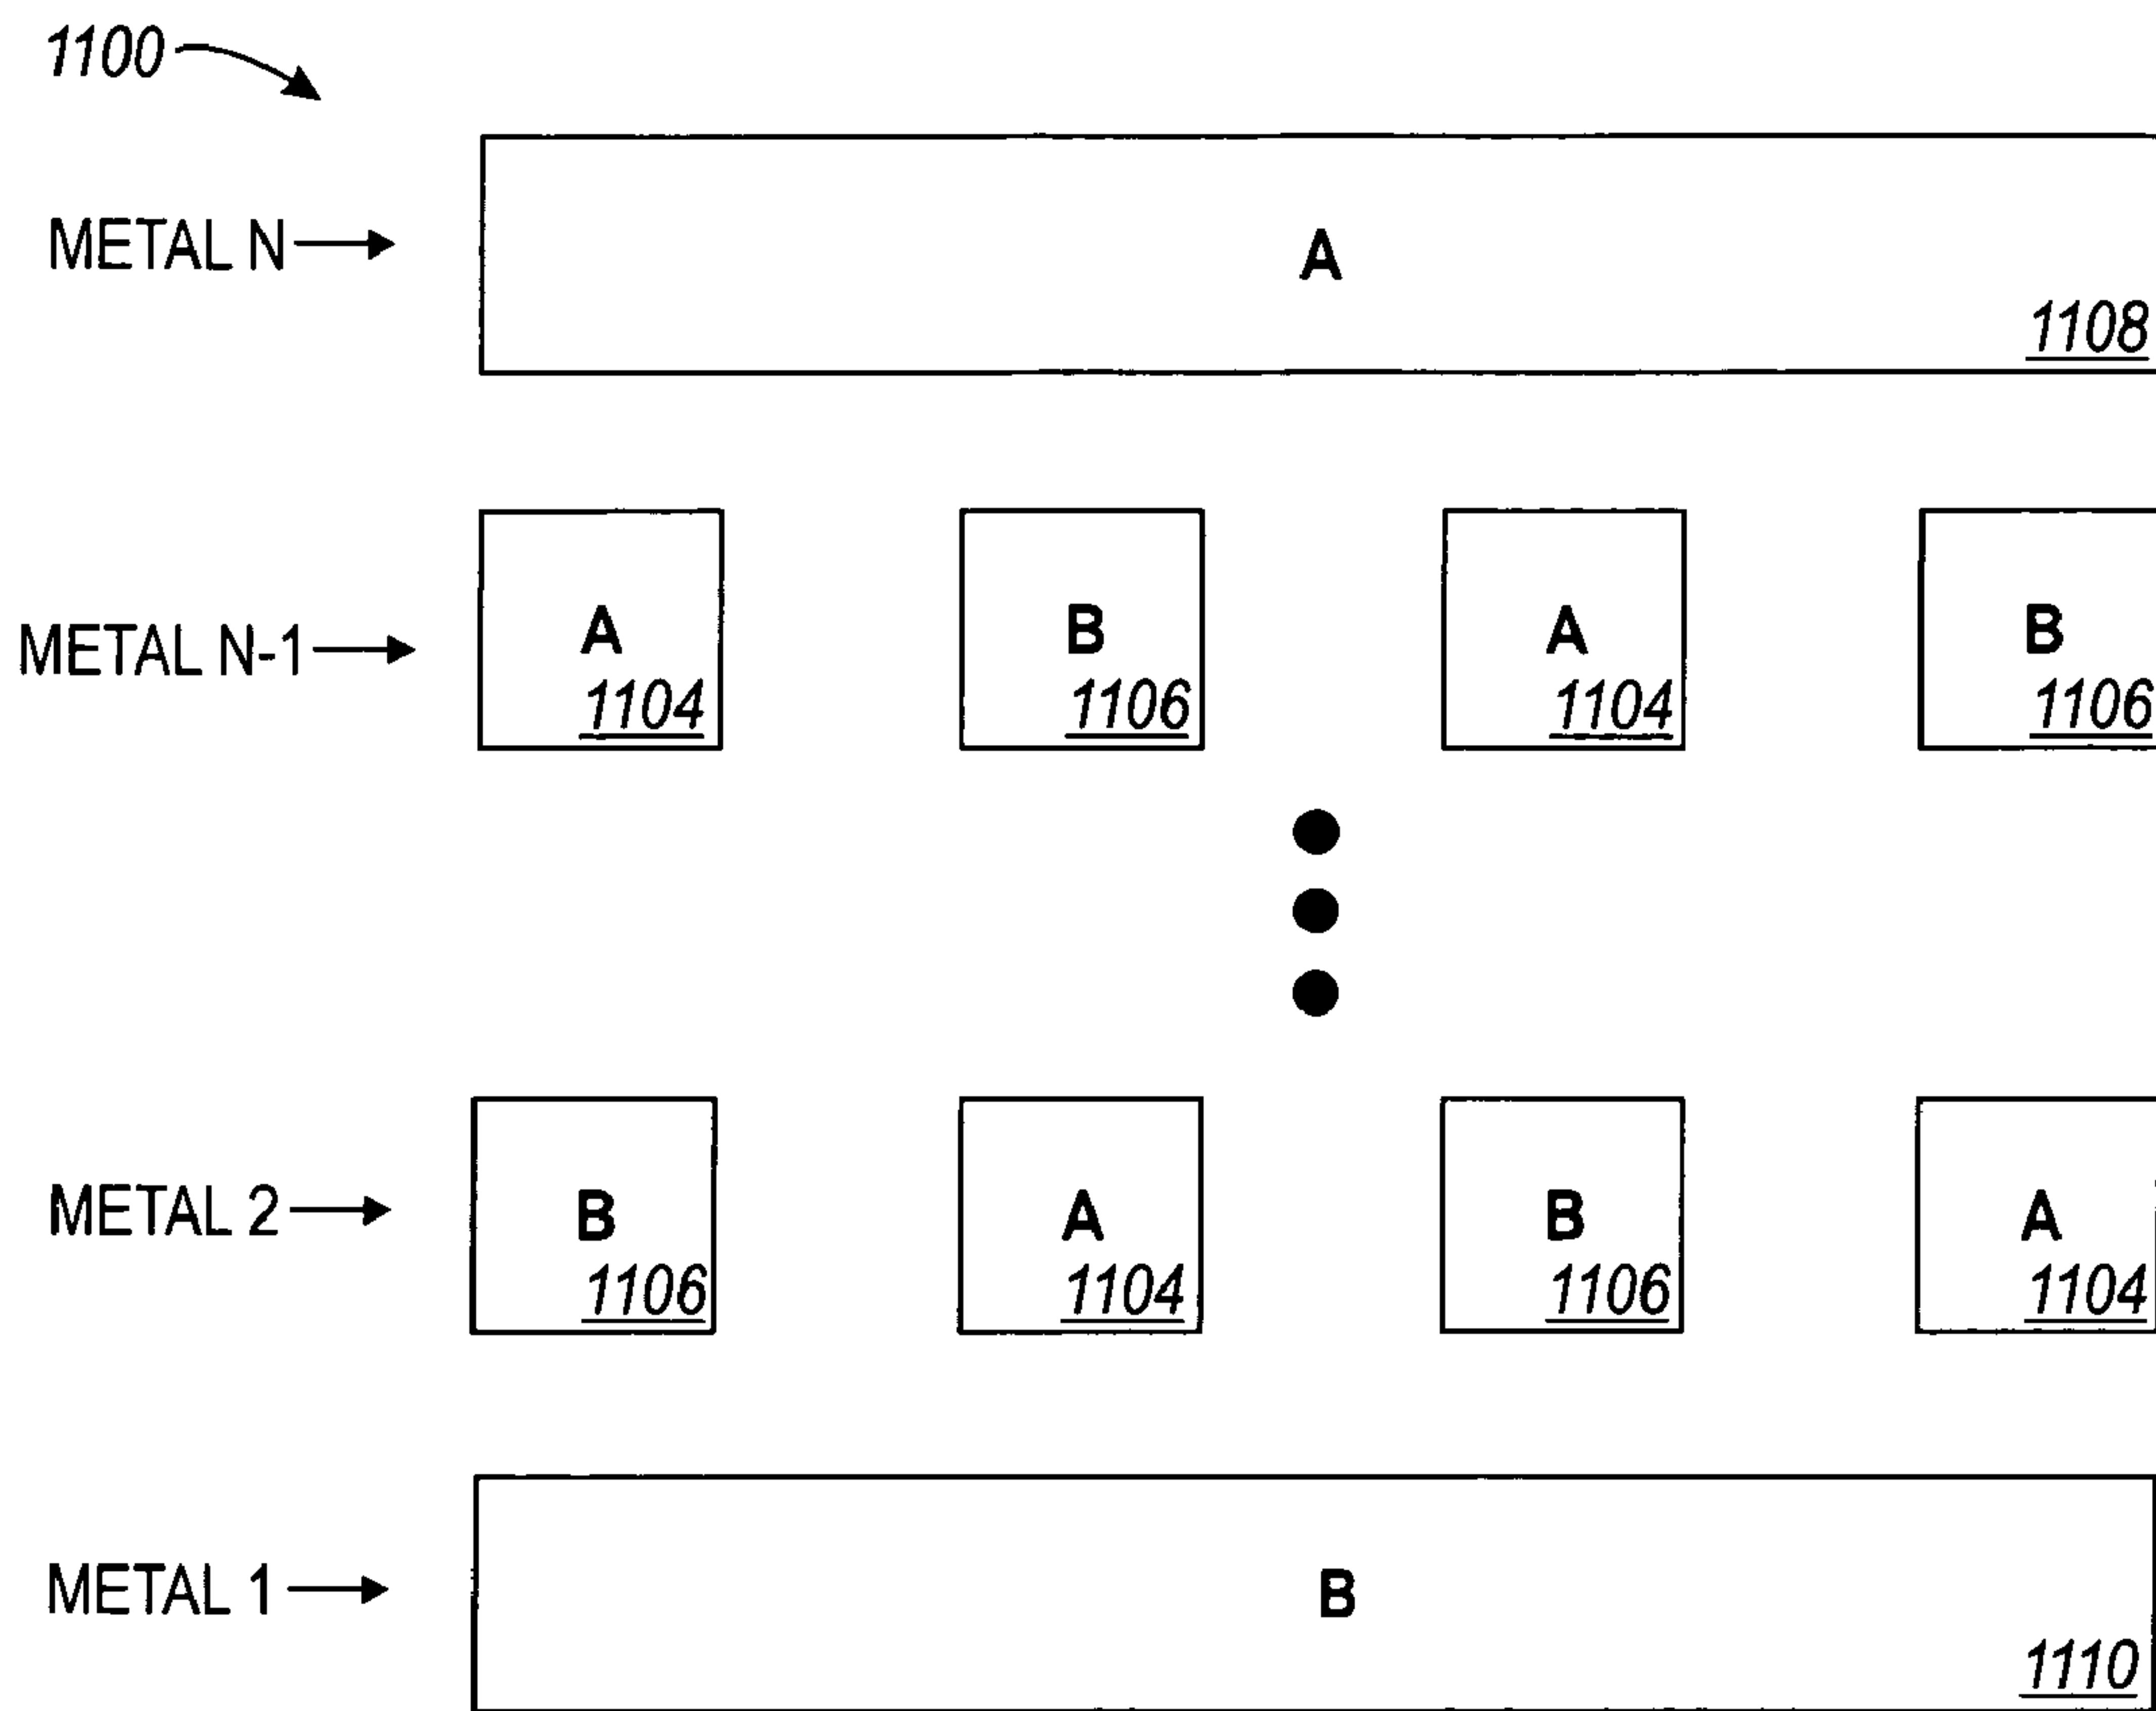 1100
METAL N
A
1108
METAL N-1
A B A B
1104 1106 1104 1106
METAL 2
B A B A
1106 1104 1106 1104
METAL 1
B
1110